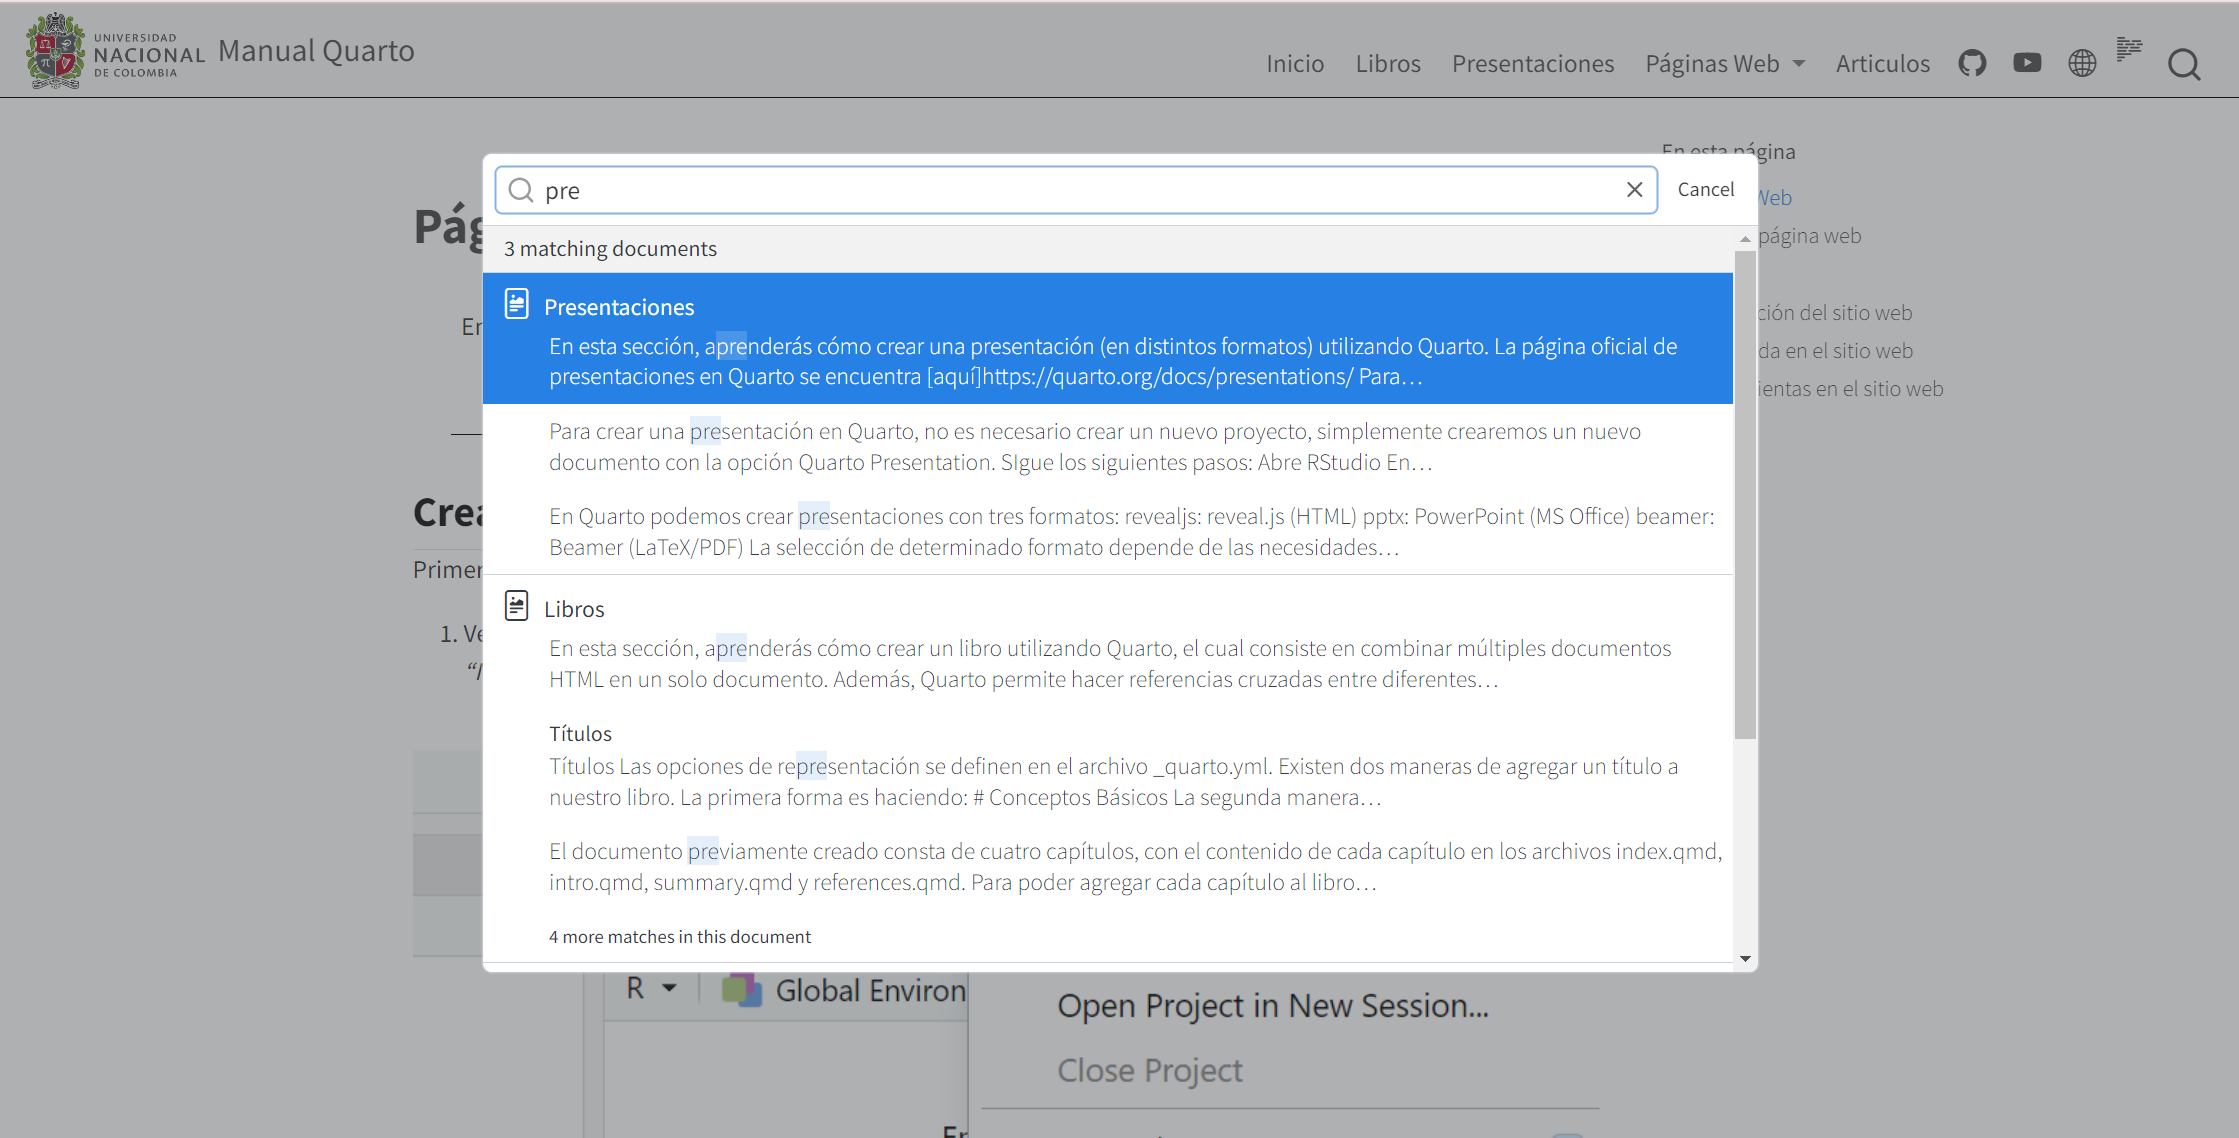 UNIVERSIDAD
NACIONAL
DE COLOMBIA
Manual Quarto
Inicio Libros Presentaciones Páginas Web Articulos
En esta página
pre
Cancel
Web
3 matching documents
página web
Presentaciones
En esta sección, aprenderás cómo crear una presentación (en distintos formatos) utilizando Quarto. La página oficial de
presentaciones en Quarto se encuentra [aquí]https://quarto.org/docs/presentations/ Para…
ción del sitio web
da en el sitio web
ientas en el sitio web
Para crear una presentación en Quarto, no es necesario crear un nuevo proyecto, simplemente crearemos un nuevo
documento con la opción Quarto Presentation. SIgue los siguientes pasos: Abre RStudio En…
En Quarto podemos crear presentaciones con tres formatos: revealjs: reveal.js (HTML) pptx: PowerPoint (MS Office) beamer:
Beamer (LaTeX/PDF) La selección de determinado formato depende de las necesidades…
Libros
En esta sección, aprenderás cómo crear un libro utilizando Quarto, el cual consiste en combinar múltiples documentos
HTML en un solo documento. Además, Quarto permite hacer referencias cruzadas entre diferentes…
Títulos
Títulos Las opciones de representación se definen en el archivo _quarto.yml. Existen dos maneras de agregar un título a
nuestro libro. La primera forma es haciendo: # Conceptos Básicos La segunda manera…
El documento previamente creado consta de cuatro capítulos, con el contenido de cada capítulo en los archivos index.qmd,
intro.qmd, summary.qmd y references.qmd. Para poder agregar cada capítulo al libro…
4 more matches in this document
Pág
En
Crea
Primer
1. Ve
R
Global Environ
Open Project in New Session...
Close Project